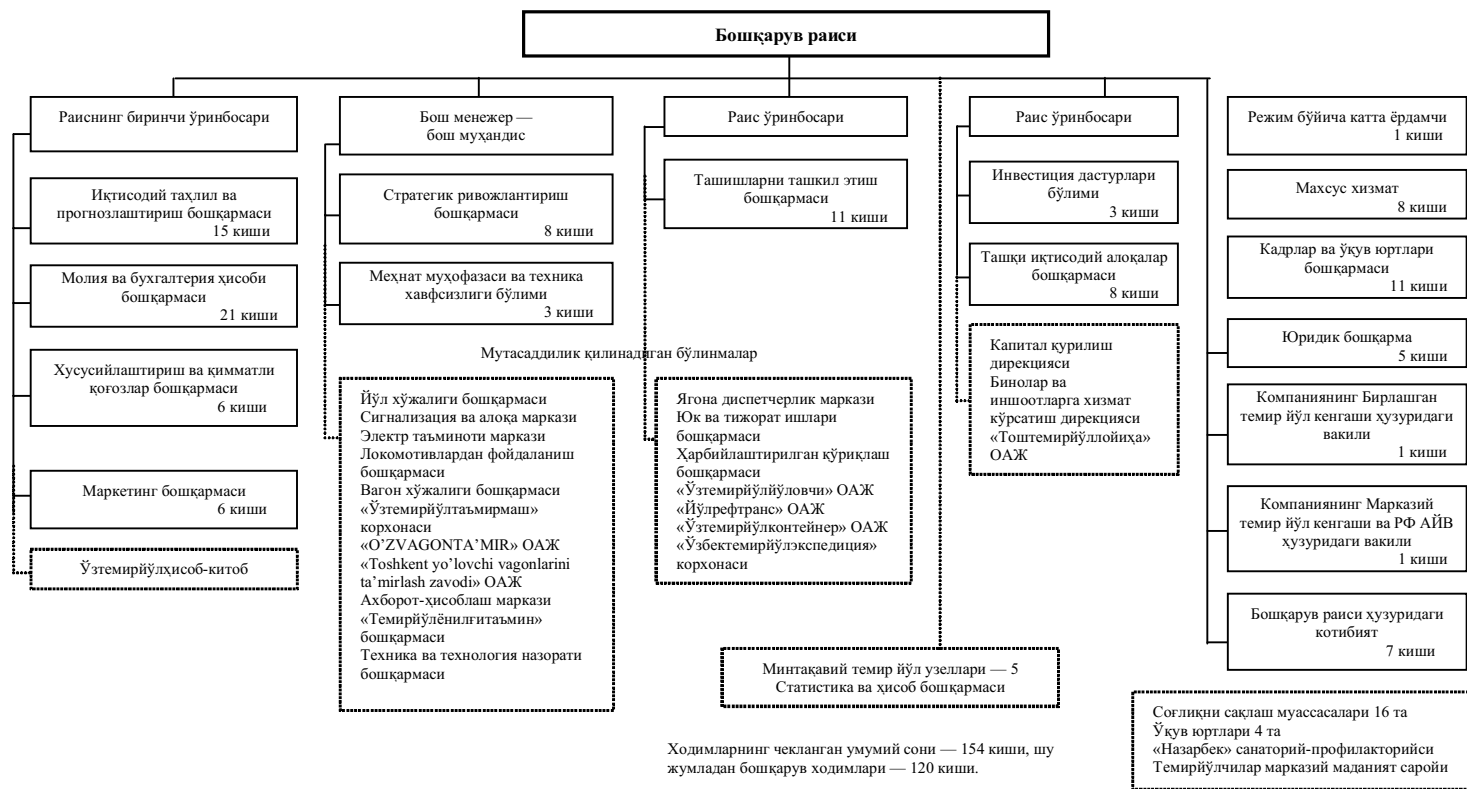 Бошқарув раиси
Раиснинг биринчи ўринбосари
Иқтисодий таҳлил ва
прогнозлаштириш бошқармаси
15 киши
Молия ва бухгалтерия ҳисоби
бошқармаси
21 киши
Хусусийлаштириш ва қимматли
қоғозлар бошқармаси
6 киши
Маркетинг бошқармаси
6 киши
Ўзтемирйўлҳисоб-китоб
Бош менежер —
бош муҳандис
Стратегик ривожлантириш
бошқармаси
8 киши
Меҳнат муҳофазаси ва техника
хавфсизлиги бўлими
3 киши
Мутасаддилик қилинадиган бўлинмалар
Йўл хўжалиги бошқармаси
Сигнализация ва алоқа маркази
Электр таъминоти маркази
Локомотивлардан фойдаланиш
бошқармаси
Вагон хўжалиги бошқармаси
«Ўзтемирйўлтаъмирмаш»
корхонаси
«O’ZVAGONTA’MIR» ОАЖ
«Toshkent yo’lovchi vagonlarini
ta’mirlash zavodi» ОАЖ
Ахборот-ҳисоблаш маркази
«Темирйўлёнилғитаъмин»
бошқармаси
Техника ва технология назорати
бошқармаси
Раис ўринбосари
Ташишларни ташкил этиш
бошқармаси
11 киши
Ягона диспетчерлик маркази
Юк ва тижорат ишлари
бошқармаси
Ҳарбийлаштирилган қўриқлаш
бошқармаси
«Ўзтемирйўлйўловчи» ОАЖ
«Йўлрефтранс» ОАЖ
«Ўзтемирйўлконтейнер» ОАЖ
«Ўзбектемирйўлэкспедиция»
корхонаси
Раис ўринбосари
Инвестиция дастурлари
бўлими
3 киши
Ташқи иқтисодий алоқалар
бошқармаси
8 киши
Капитал қурилиш
дирекцияси
Бинолар ва
иншоотларга хизмат
кўрсатиш дирекцияси
«Тоштемирйўллойиҳа»
ОАЖ
Режим бўйича катта ёрдамчи
1 киши
Махсус хизмат
8 киши
Кадрлар ва ўқув юртлари
бошқармаси
11 киши
Юридик бошқарма
5 киши
Компаниянинг Бирлашган
темир йўл кенгаши ҳузуридаги
вакили
1 киши
Компаниянинг Марказий
темир йўл кенгаши ва РФ АЙВ
ҳузуридаги вакили
1 киши
Бошқарув раиси ҳузуридаги
котибият
7 киши
Минтақавий темир йўл узеллари — 5
Статистика ва ҳисоб бошқармаси
Соғлиқни сақлаш муассасалари 16 та
Ўқув юртлари 4 та
«Назарбек» санаторий-профилакторийси
Темирйўлчилар марказий маданият саройи
Ходимларнинг чекланган умумий сони — 154 киши, шу
жумладан бошқарув ходимлари — 120 киши.